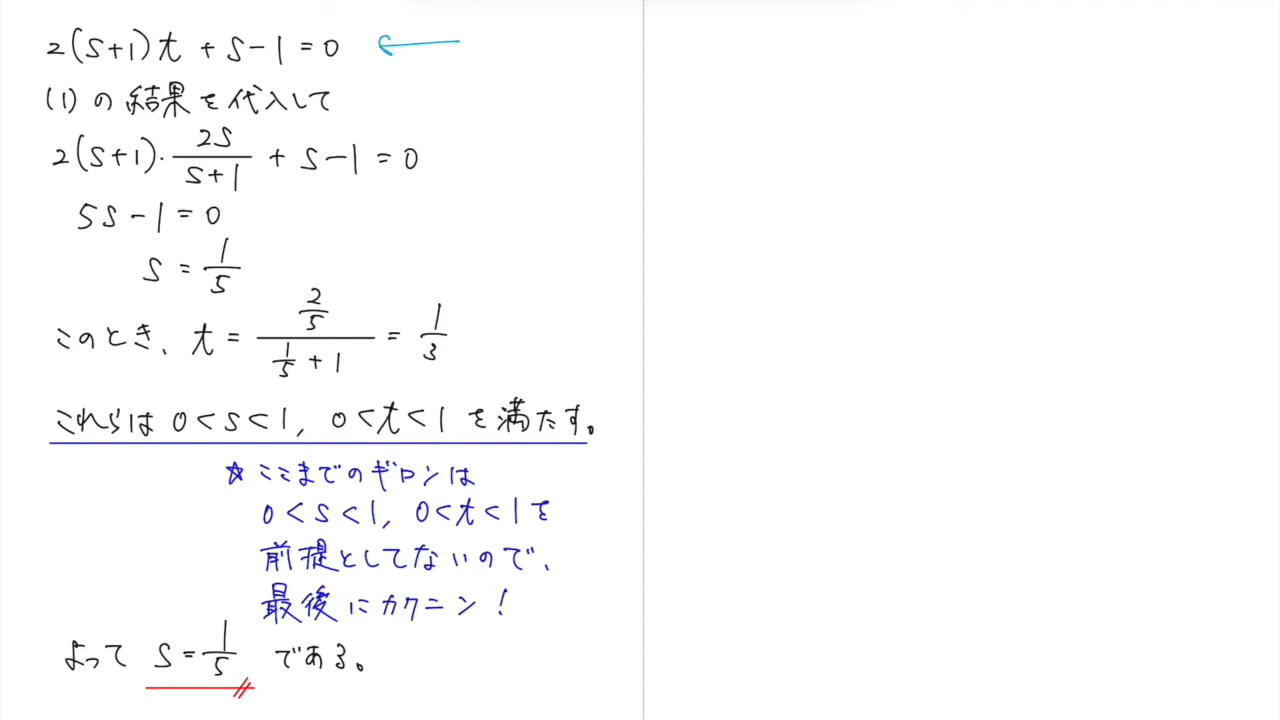 2(s+1)t + s-1 = 0 ←
(1)の結果を代入して
2(s+1)・2s/(s+1) + s-1 = 0
5s-1 = 0
s = 1/5
このとき、t = (2/5)/(1/5 + 1) = 1/3
これらは 0<s<1, 0<t<1 を満たす。
☆ここまでのギロンは
0<s<1, 0<t<1を
前提としてないので、
最後にカクニン!
よって s = 1/5 である。